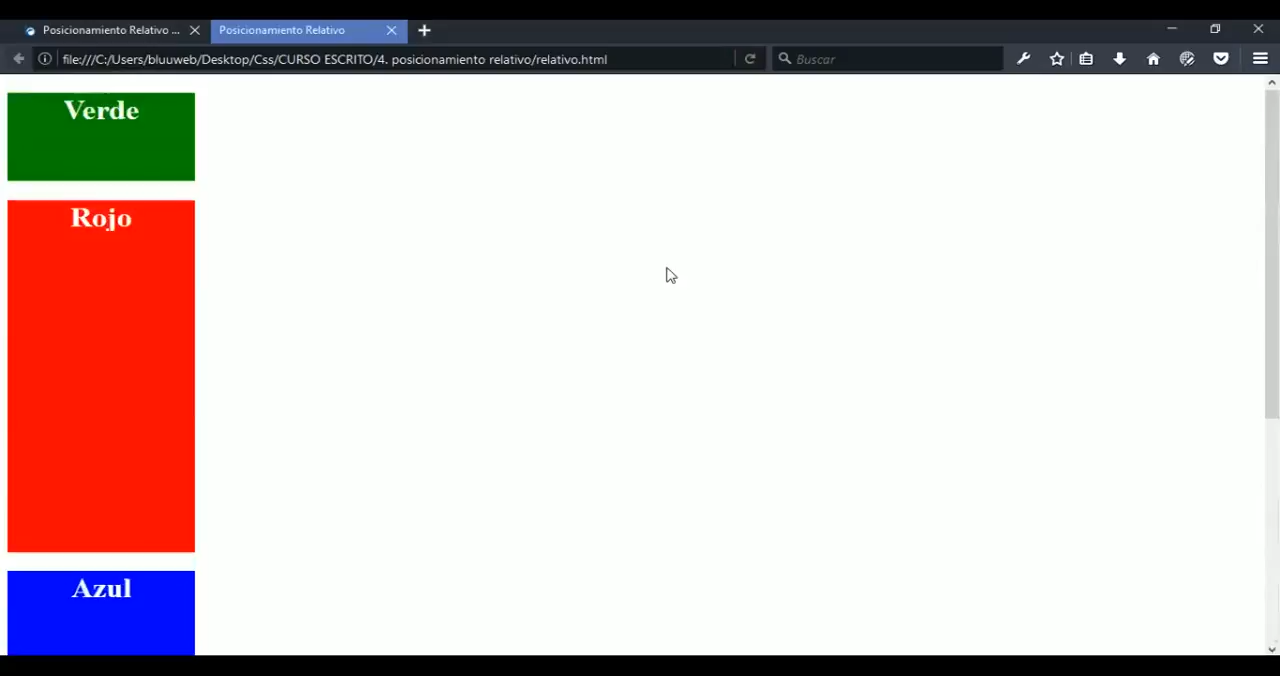 Posicionamiento Relativo ...
Posicionamiento Relativo
file:///C:/Users/bluuweb/Desktop/Css/CURSO ESCRITO/4. posicionamiento relativo/relativo.html
Buscar
Verde
Rojo
Azul